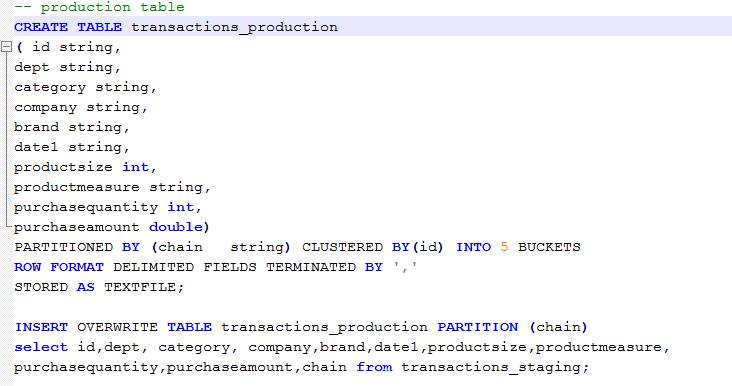 -- production table
CREATE TABLE transactions_production
( id string,
dept string,
category string,
company string,
brand string,
date1 string,
productsize int,
productmeasure string,
purchasequantity int,
purchaseamount double)
PARTITIONED BY (chain   string) CLUSTERED BY(id) INTO 5 BUCKETS
ROW FORMAT DELIMITED FIELDS TERMINATED BY ','
STORED AS TEXTFILE;

INSERT OVERWRITE TABLE transactions_production PARTITION (chain)
select id,dept, category, company,brand,date1,productsize,productmeasure,
purchasequantity,purchaseamount,chain from transactions_staging;